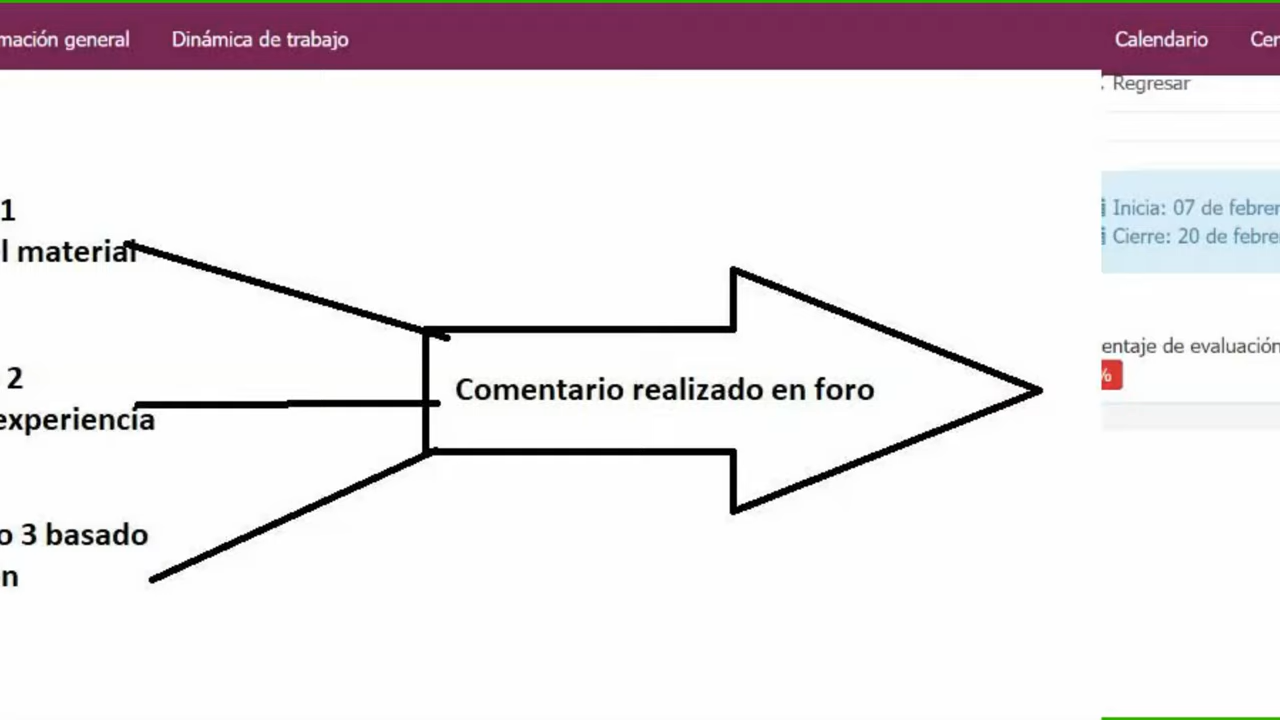 mación general Dinámica de trabajo Calendario Cer
Regresar
1
l material
Inicia: 07 de febrer
Cierre: 20 de febre
2
experiencia
Comentario realizado en foro
entaje de evaluación
%
o 3 basado
n